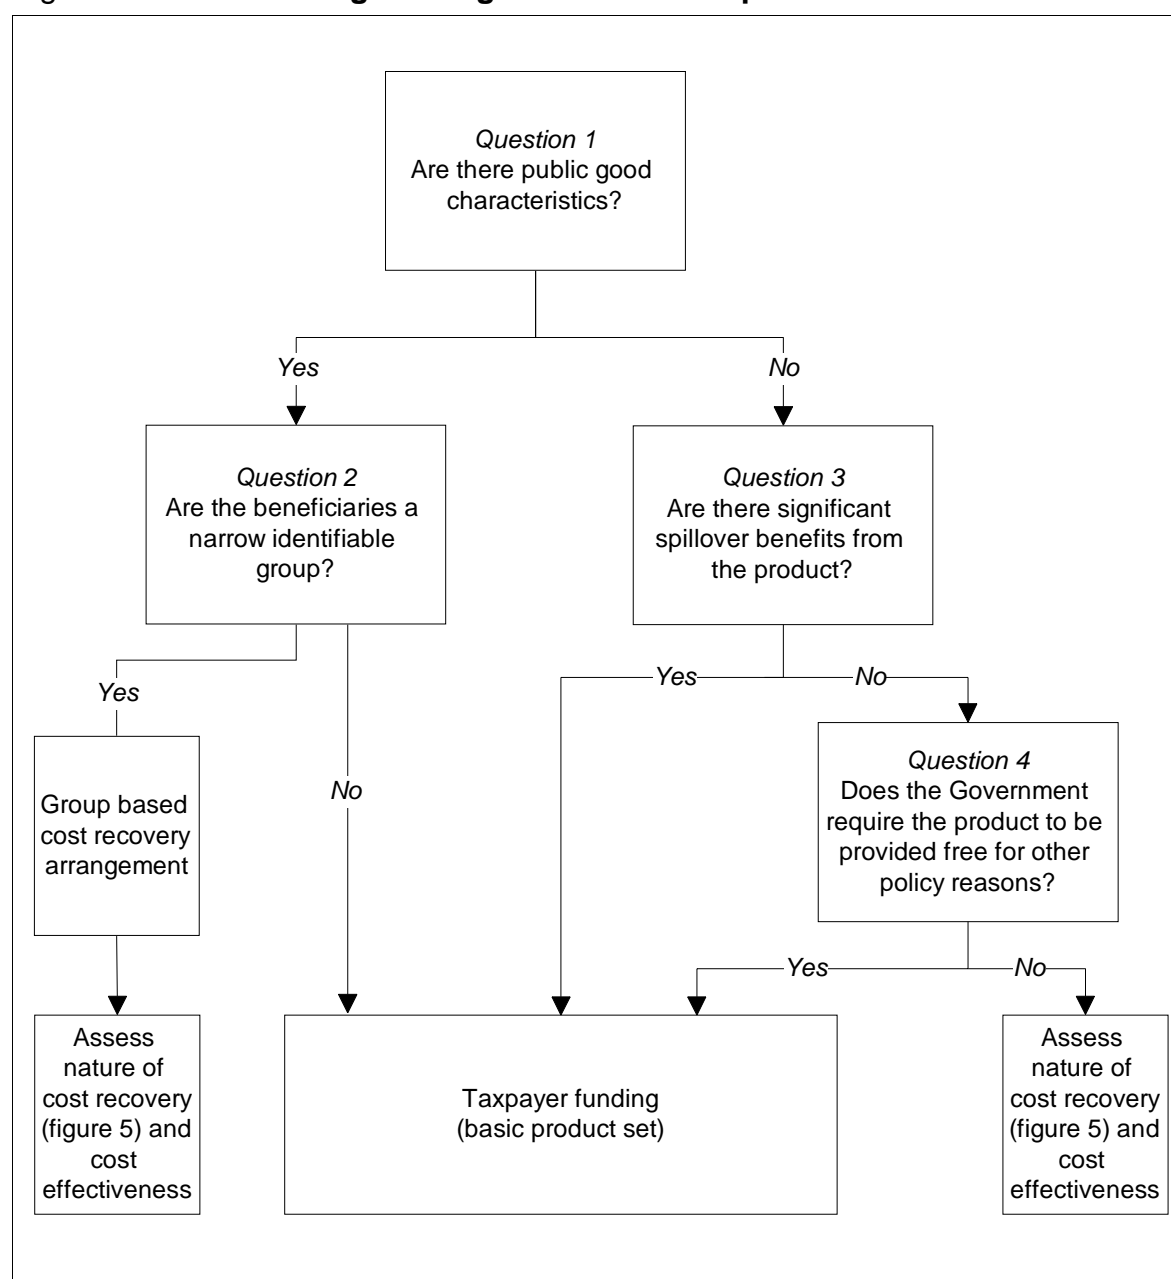 Question 1
Are there public good
characteristics?
Yes
No
Question 2
Are the beneficiaries a
narrow identifiable
group?
Question 3
Are there significant
spillover benefits from
the product?
Yes
No
Yes
No
Question 4
Does the Government
require the product to be
provided free for other
policy reasons?
Group based
cost recovery
arrangement
Yes
No
Assess
nature of
cost recovery
(figure 5) and
cost
effectiveness
Taxpayer funding
(basic product set)
Assess
nature of
cost recovery
(figure 5) and
cost
effectiveness